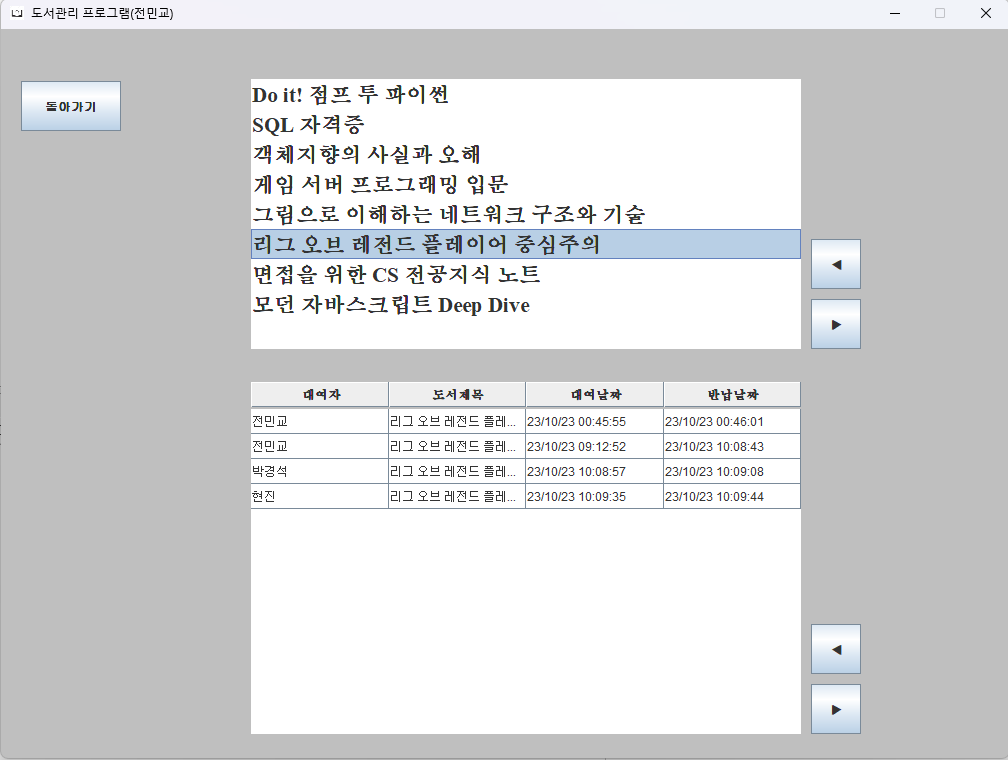 도서관리 프로그램(전민교)
돌아가기
Do it! 점프 투 파이썬
SQL 자격증
객체지향의 사실과 오해
게임 서버 프로그래밍 입문
그림으로 이해하는 네트워크 구조와 기술
리그 오브 레전드 플레이어 중심주의
면접을 위한 CS 전공지식 노트
모던 자바스크립트 Deep Dive
대여자 도서제목 대여날짜 반납날짜
전민교 리그 오브 레전드 플레... 23/10/23 00:45:55 23/10/23 00:46:01
전민교 리그 오브 레전드 플레... 23/10/23 09:12:52 23/10/23 10:08:43
박경석 리그 오브 레전드 플레... 23/10/23 10:08:57 23/10/23 10:09:08
현진 리그 오브 레전드 플레... 23/10/23 10:09:35 23/10/23 10:09:44